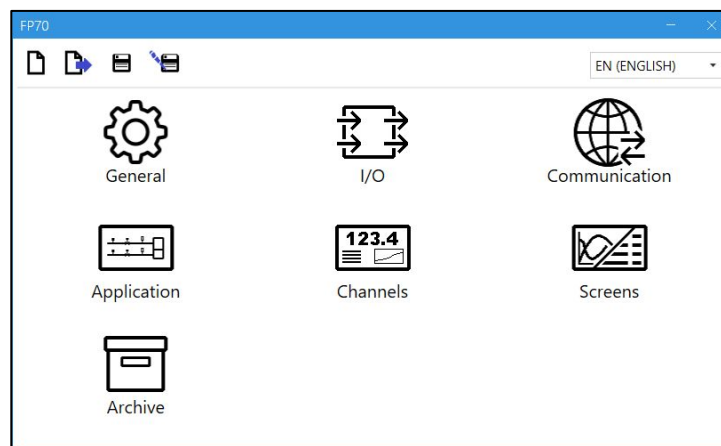 FP70
EN (ENGLISH)
General
I/O
Communication
123.4
Application
Channels
Screens
Archive